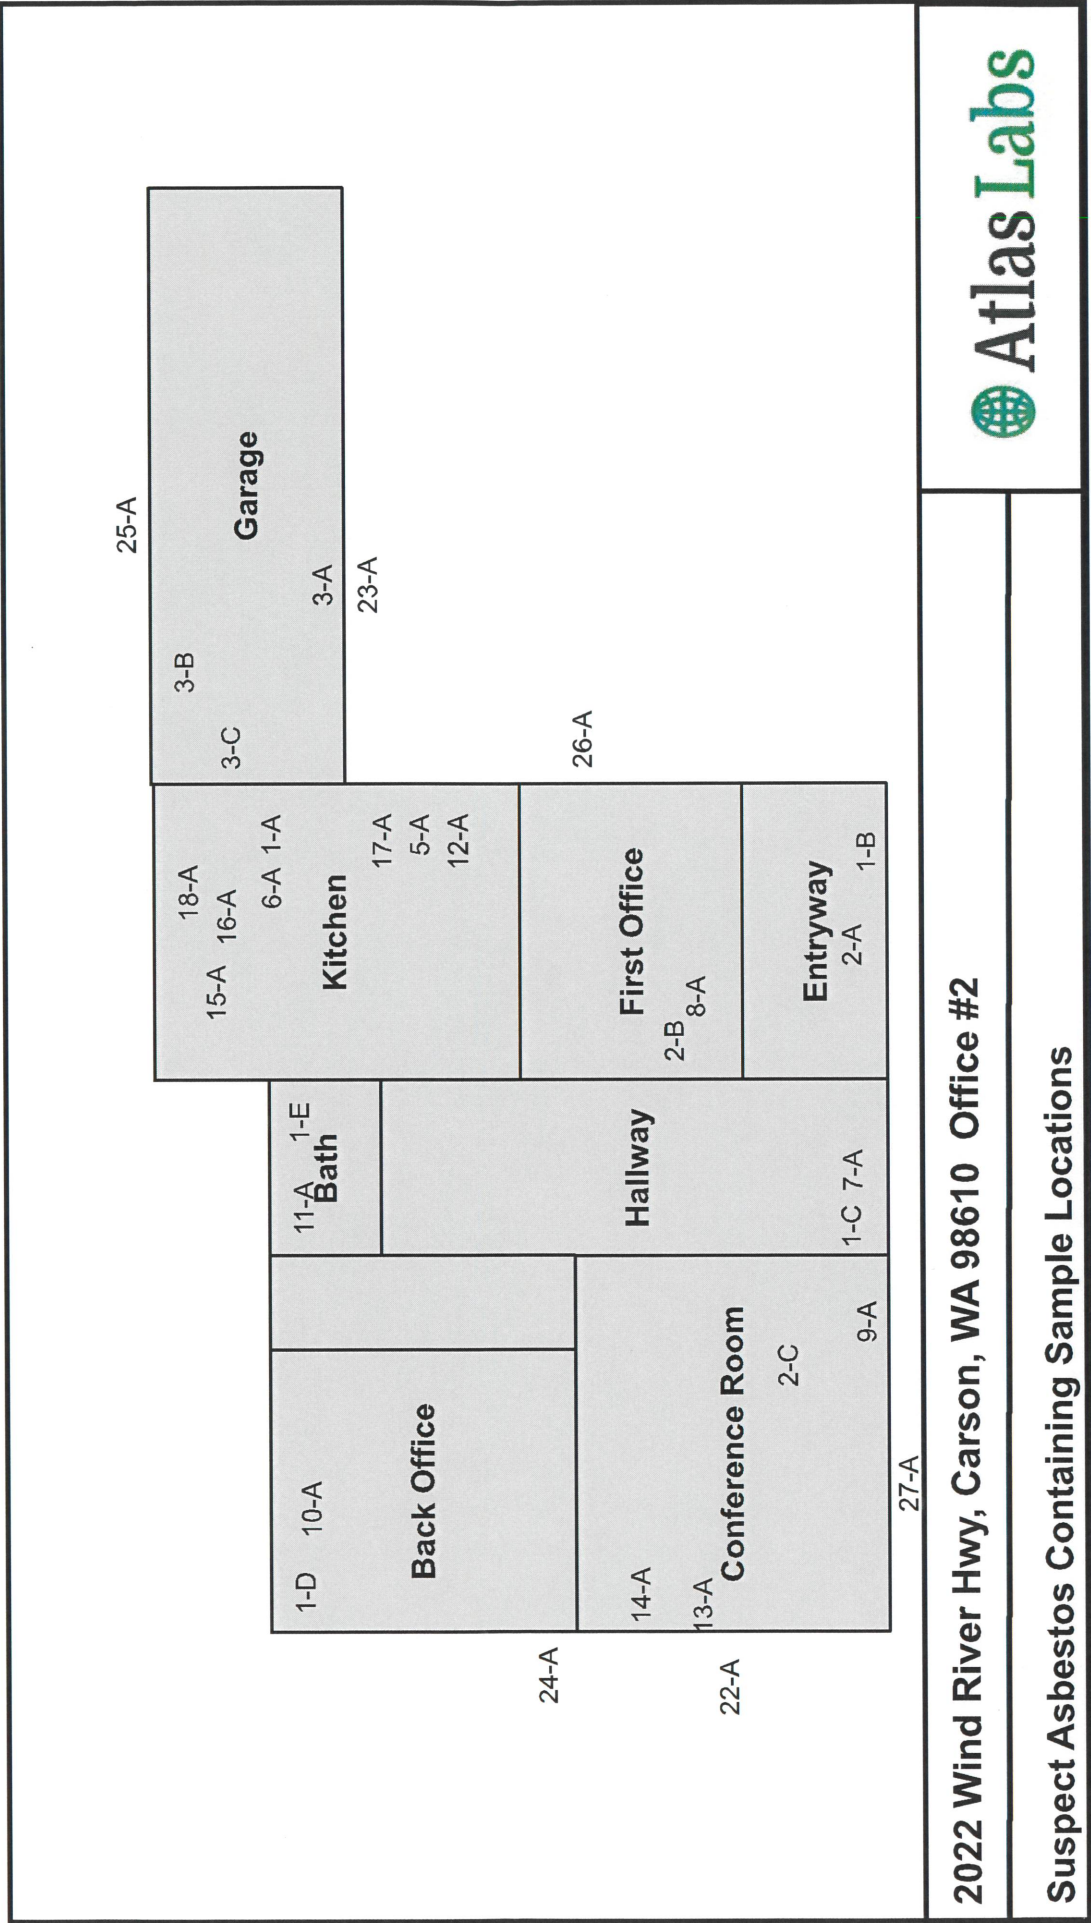 25-A
3-B
3-C
Garage
3-A
23-A
18-A
15-A
16-A
6-A 1-A
Kitchen
17-A
5-A
12-A
11-A 1-E
Bath
1-D 10-A
Back Office
24-A
26-A
First Office
2-B
8-A
Hallway
1-C 7-A
14-A
13-A
22-A
Conference Room
2-C
9-A
Entryway
2-A
1-B
27-A
2022 Wind River Hwy, Carson, WA 98610 Office #2
Suspect Asbestos Containing Sample Locations
Atlas Labs